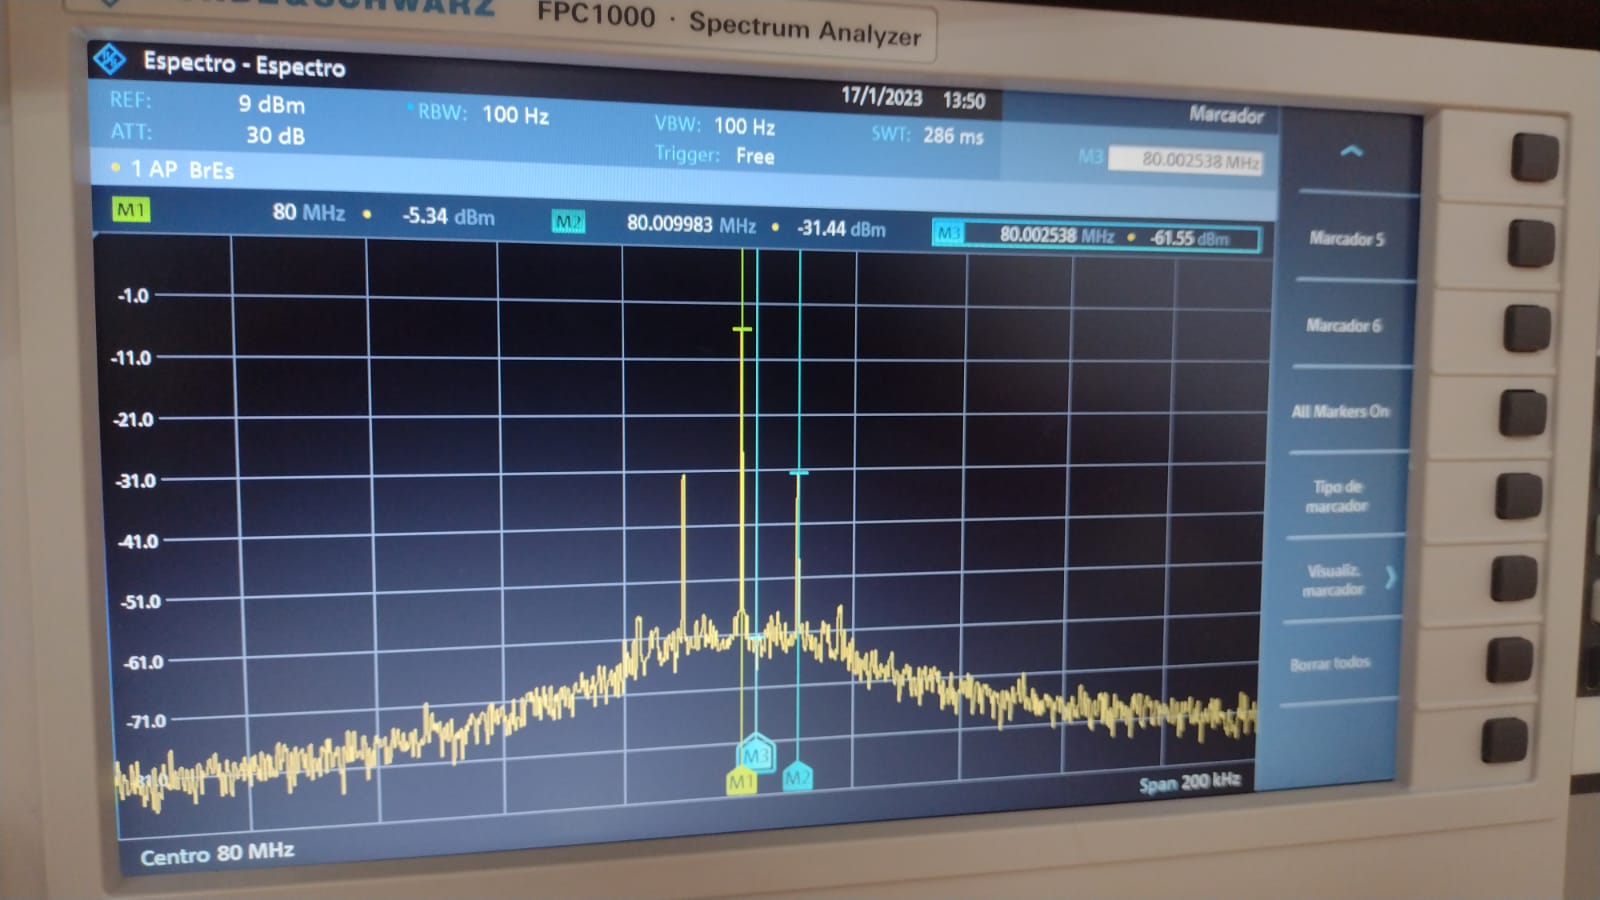 FPC1000 · Spectrum Analyzer
Espectro - Espectro
17/1/2023 13:50
REF: 9 dBm
RBW: 100 Hz
VBW: 100 Hz
SWT: 286 ms
ATT: 30 dB
Trigger: Free
1 AP BrEs
Marcador
M3 80.002538 MHz
M1 80 MHz • -5.34 dBm
M2 80.009983 MHz • -31.44 dBm
M3 80.002538 MHz • -61.55 dBm
-1.0
-11.0
-21.0
-31.0
-41.0
-51.0
-61.0
-71.0
-81.0
M3
M1
M2
Centro 80 MHz
Span 200 kHz
Marcador 5
Marcador 6
All Markers On
Tipo de
marcador
Visualiz.
marcador
Borrar todos